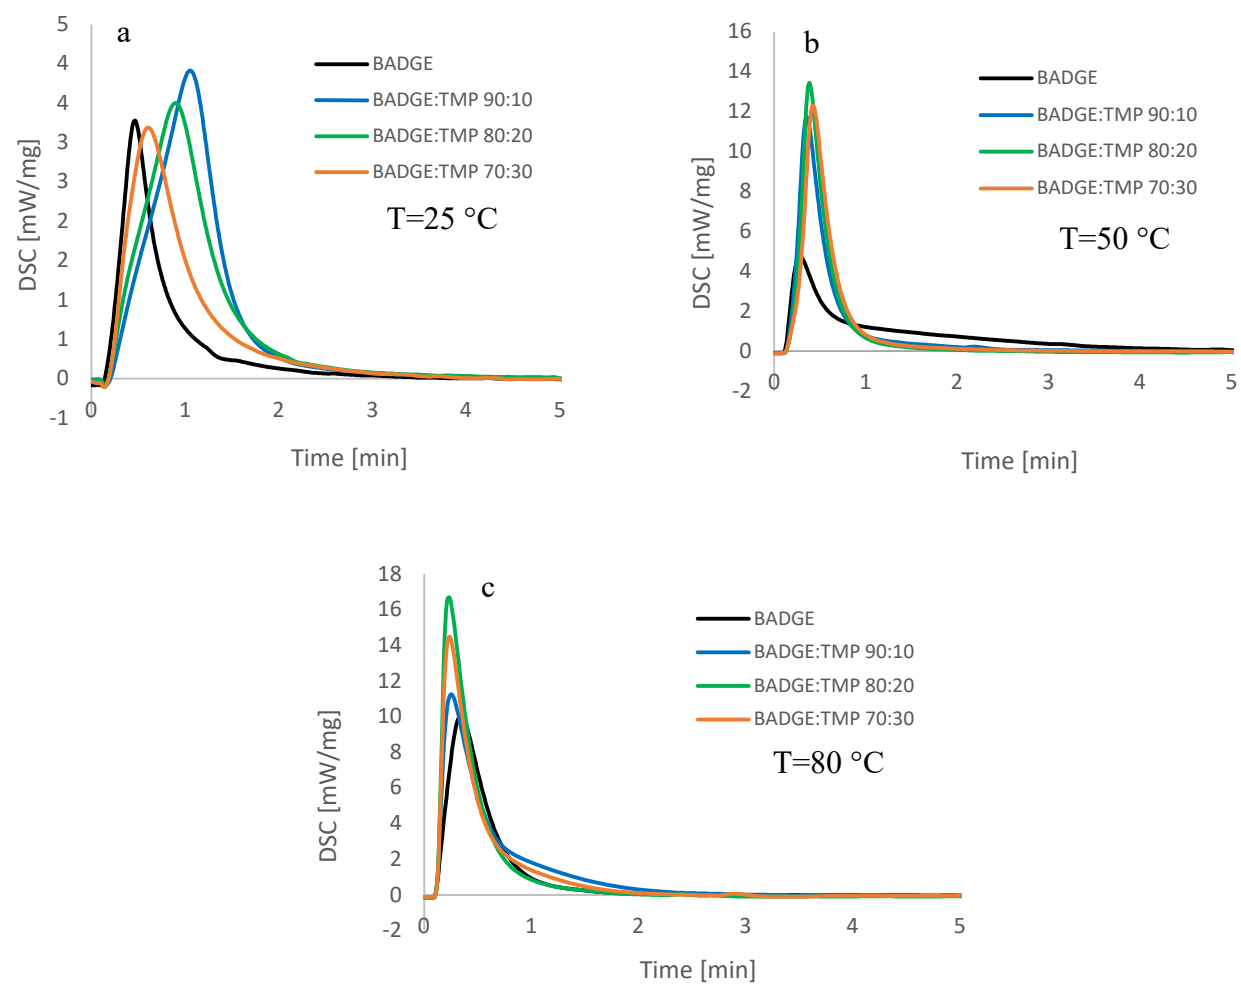 a
5
4
4
3
3
2
2
1
1
0
-1
DSC [mW/mg]
0 1 2 3 4 5
Time [min]
BADGE
BADGE:TMP 90:10
BADGE:TMP 80:20
BADGE:TMP 70:30
T=25 °C
b
16
14
12
10
8
6
4
2
0
-2
DSC [mW/mg]
0 1 2 3 4 5
Time [min]
BADGE
BADGE:TMP 90:10
BADGE:TMP 80:20
BADGE:TMP 70:30
T=50 °C
c
18
16
14
12
10
8
6
4
2
0
-2
DSC [mW/mg]
0 1 2 3 4 5
Time [min]
BADGE
BADGE:TMP 90:10
BADGE:TMP 80:20
BADGE:TMP 70:30
T=80 °C